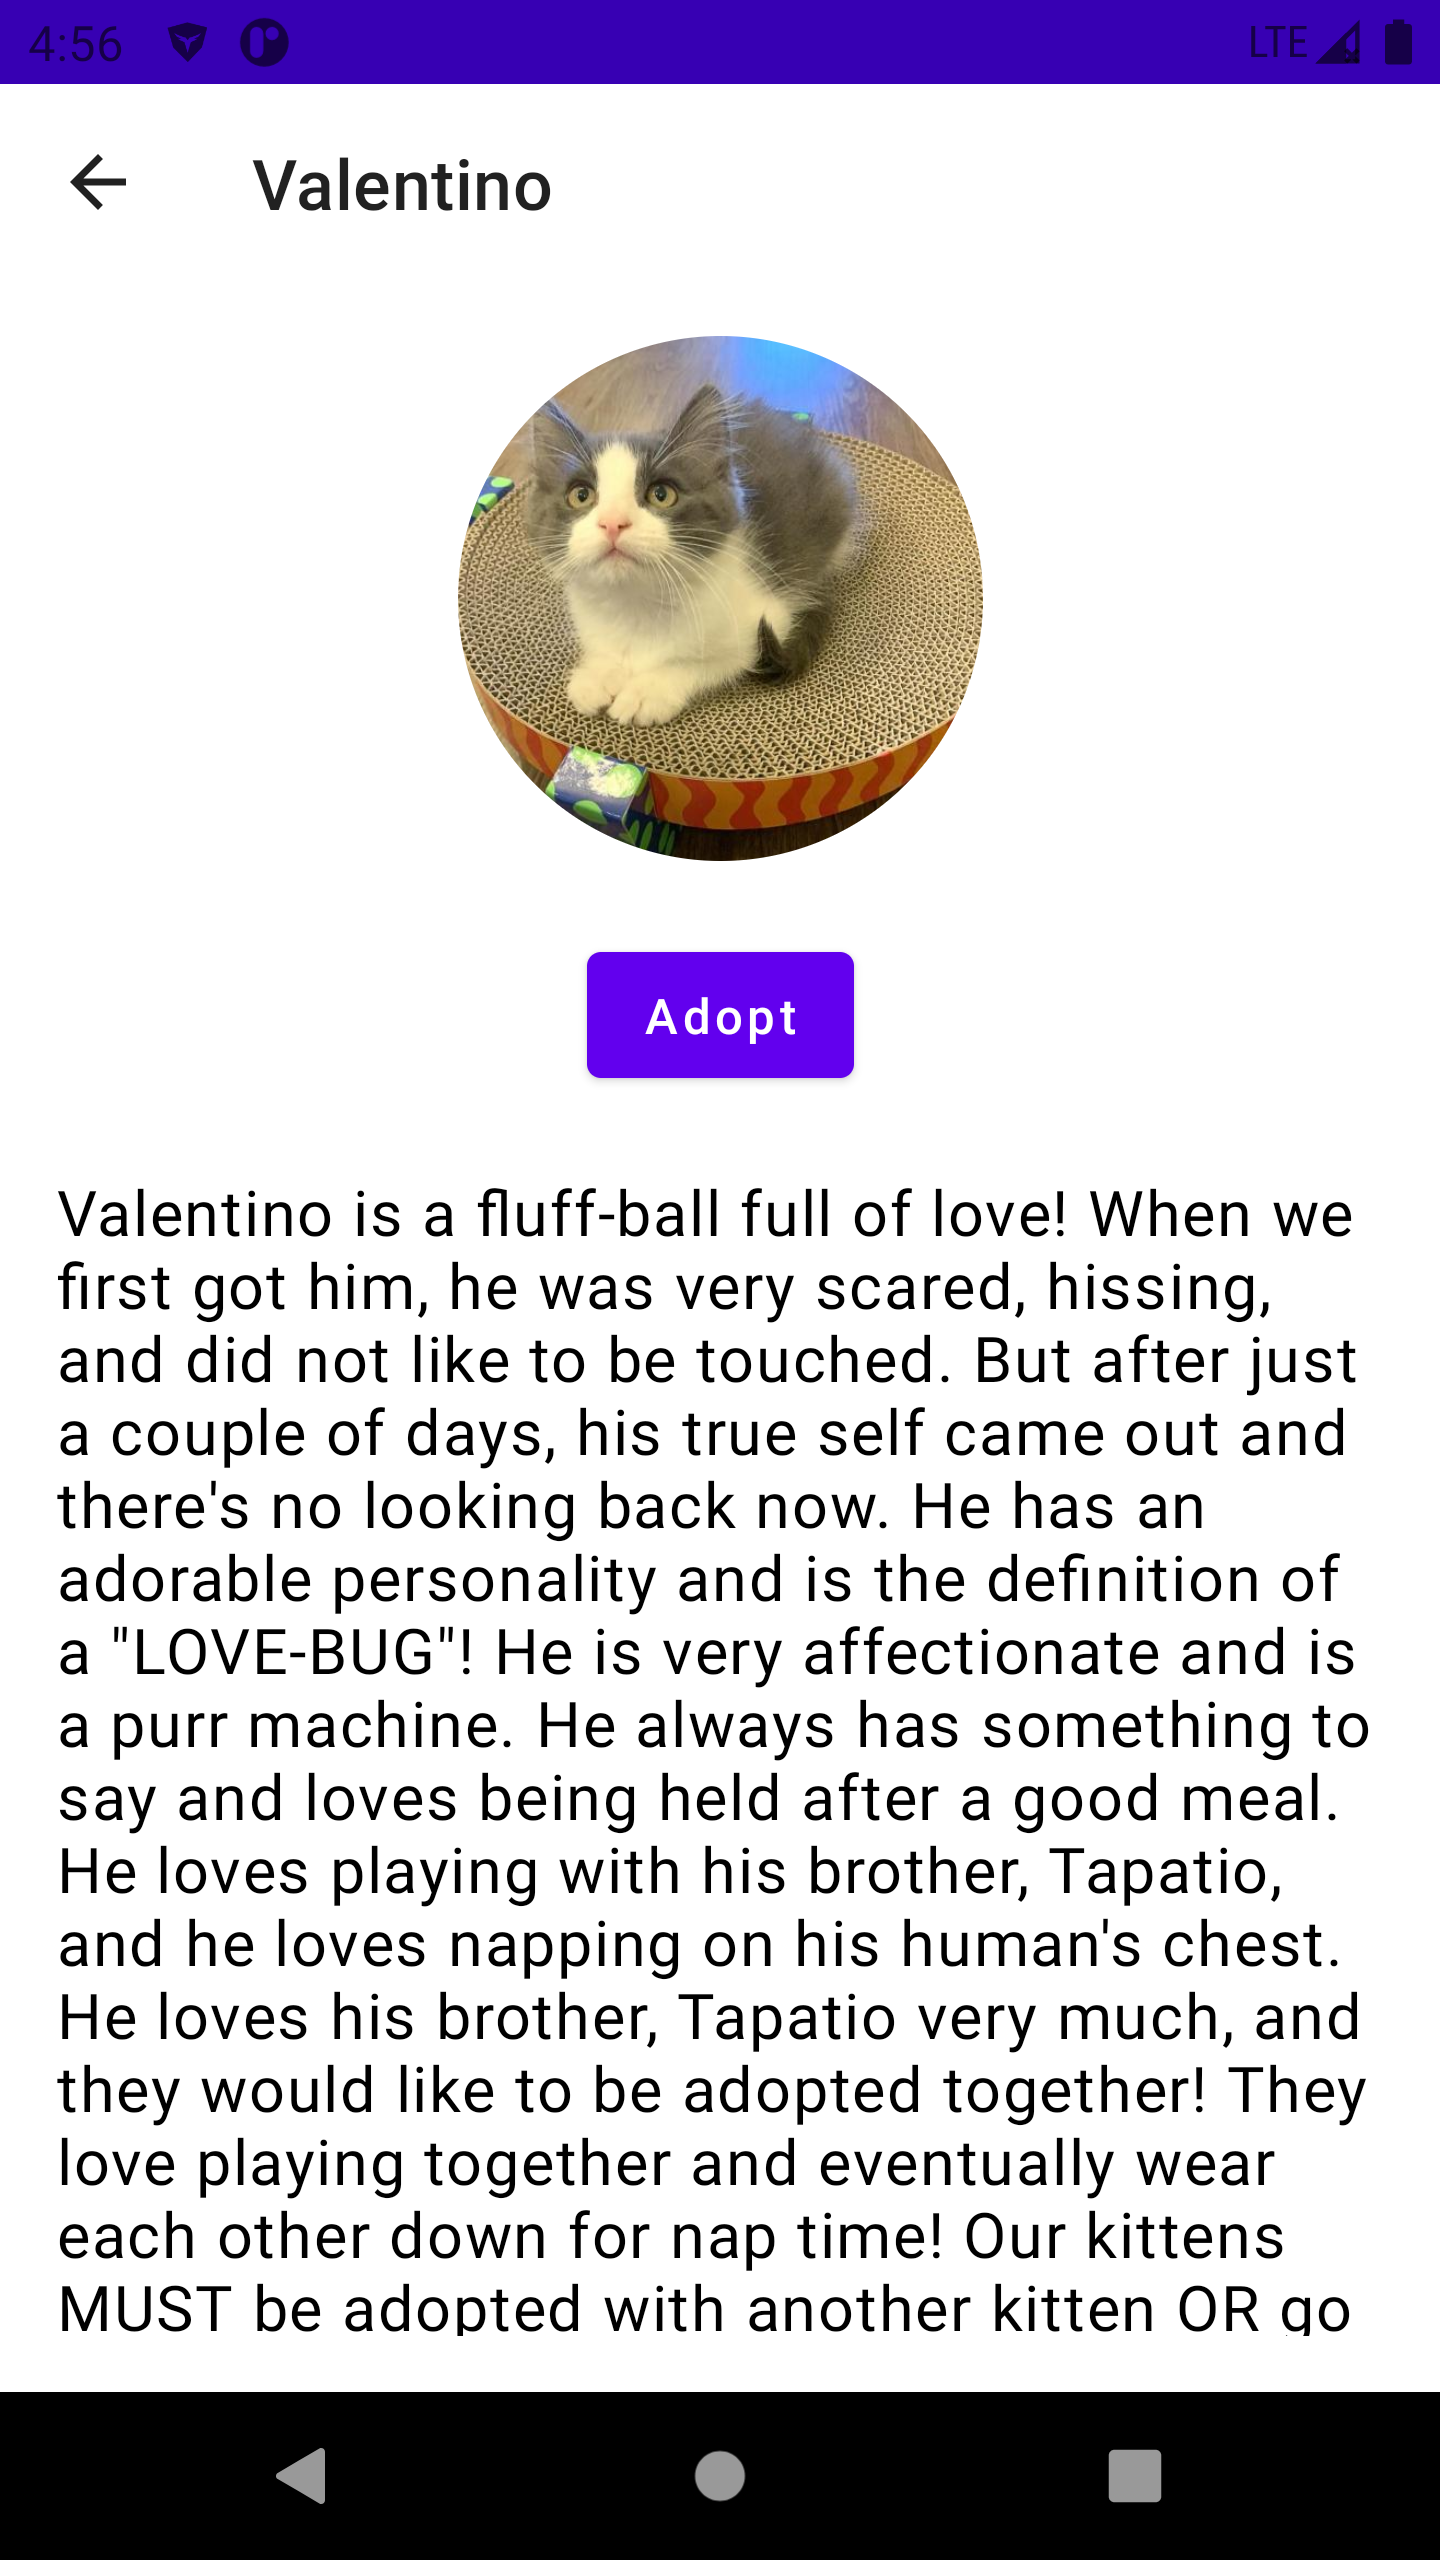 4:56
LTE
Valentino
Adopt
Valentino is a fluff-ball full of love! When we
first got him, he was very scared, hissing,
and did not like to be touched. But after just
a couple of days, his true self came out and
there's no looking back now. He has an
adorable personality and is the definition of
a "LOVE-BUG"! He is very affectionate and is
a purr machine. He always has something to
say and loves being held after a good meal.
He loves playing with his brother, Tapatio,
and he loves napping on his human's chest.
He loves his brother, Tapatio very much, and
they would like to be adopted together! They
love playing together and eventually wear
each other down for nap time! Our kittens
MUST be adopted with another kitten OR go